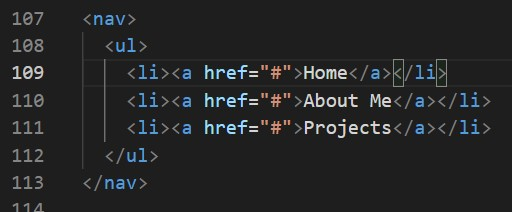 107 <nav>
108 <ul>
109 <li><a href="#">Home</a></li>
110 <li><a href="#">About Me</a></li>
111 <li><a href="#">Projects</a></li>
112 </ul>
113 </nav>